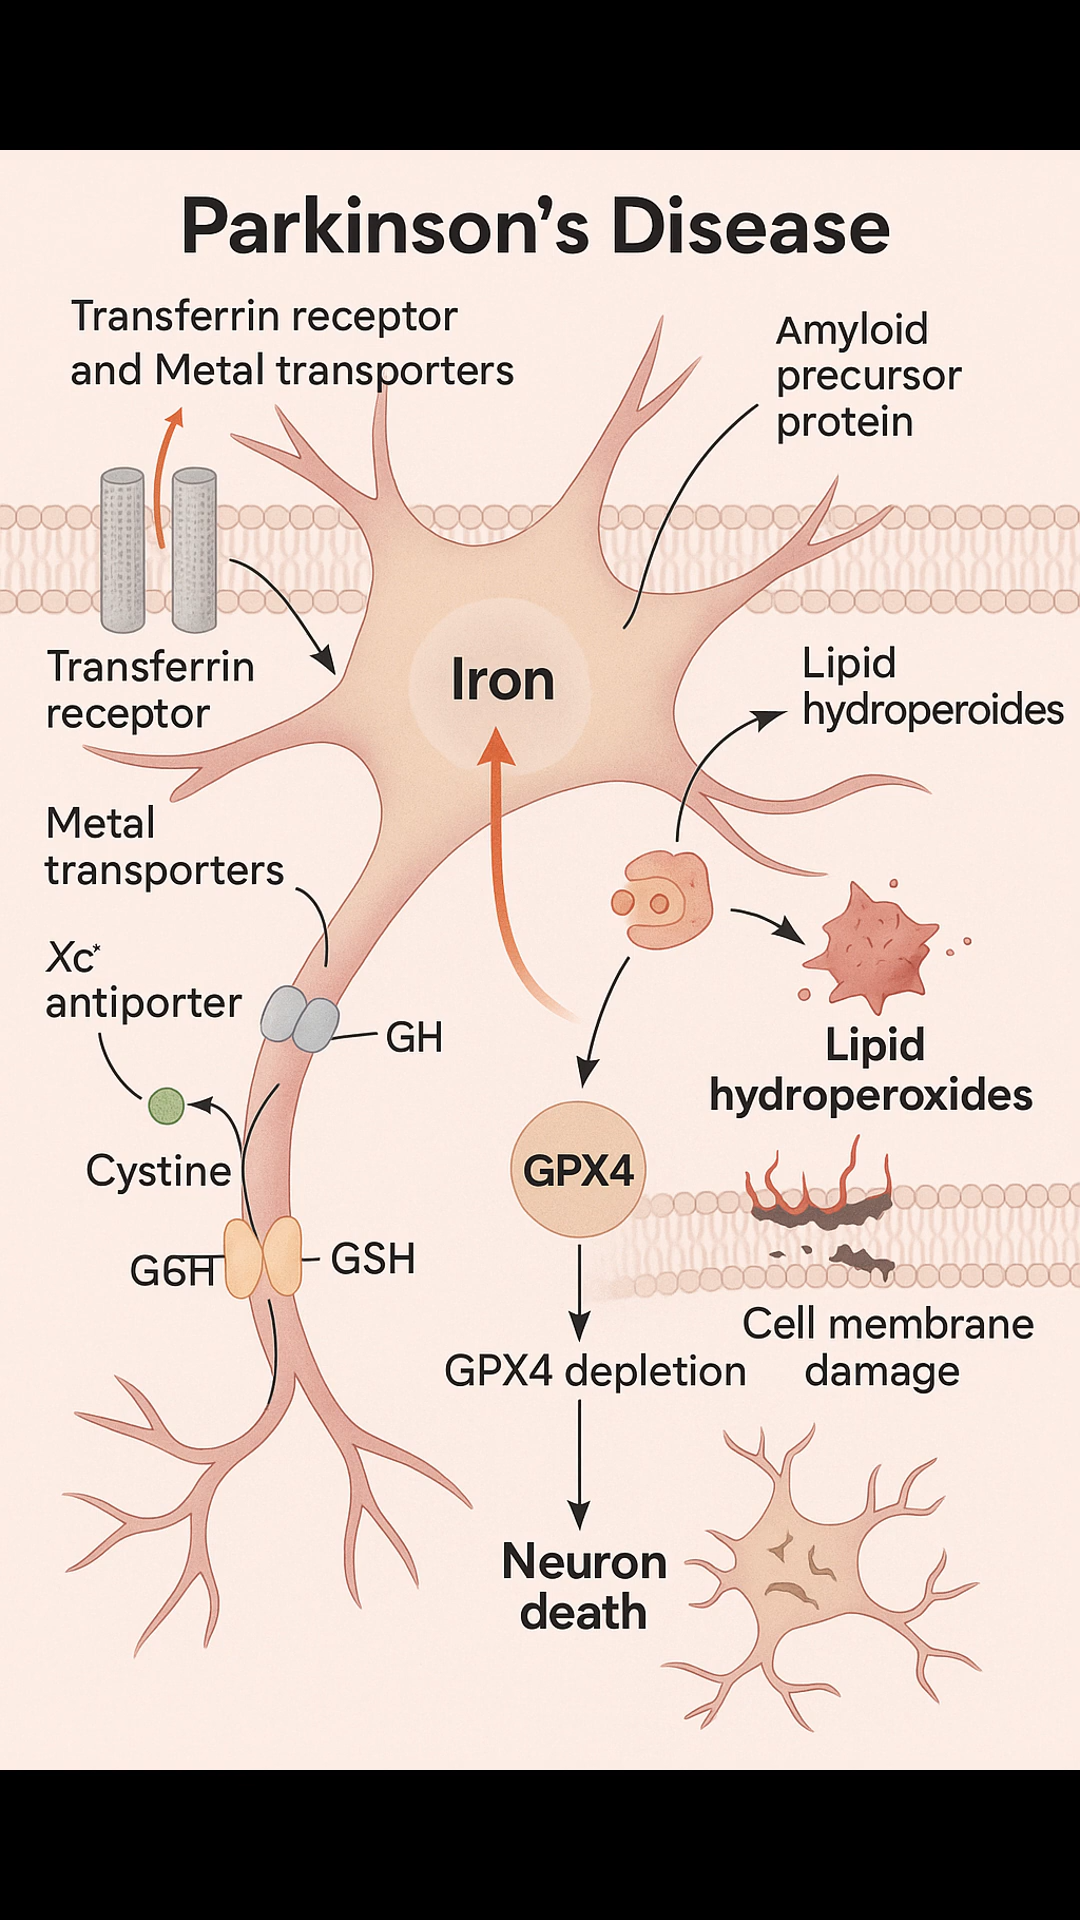 Parkinson's Disease
Transferrin receptor
and Metal transporters
Amyloid
precursor
protein
Iron
Transferrin
receptor
Lipid
hydroperoides
Metal
transporters
Xc*
antiporter
GH
Lipid
hydroperoxides
Cystine
GPX4
G6H
GSH
Cell membrane
damage
GPX4 depletion
Neuron
death